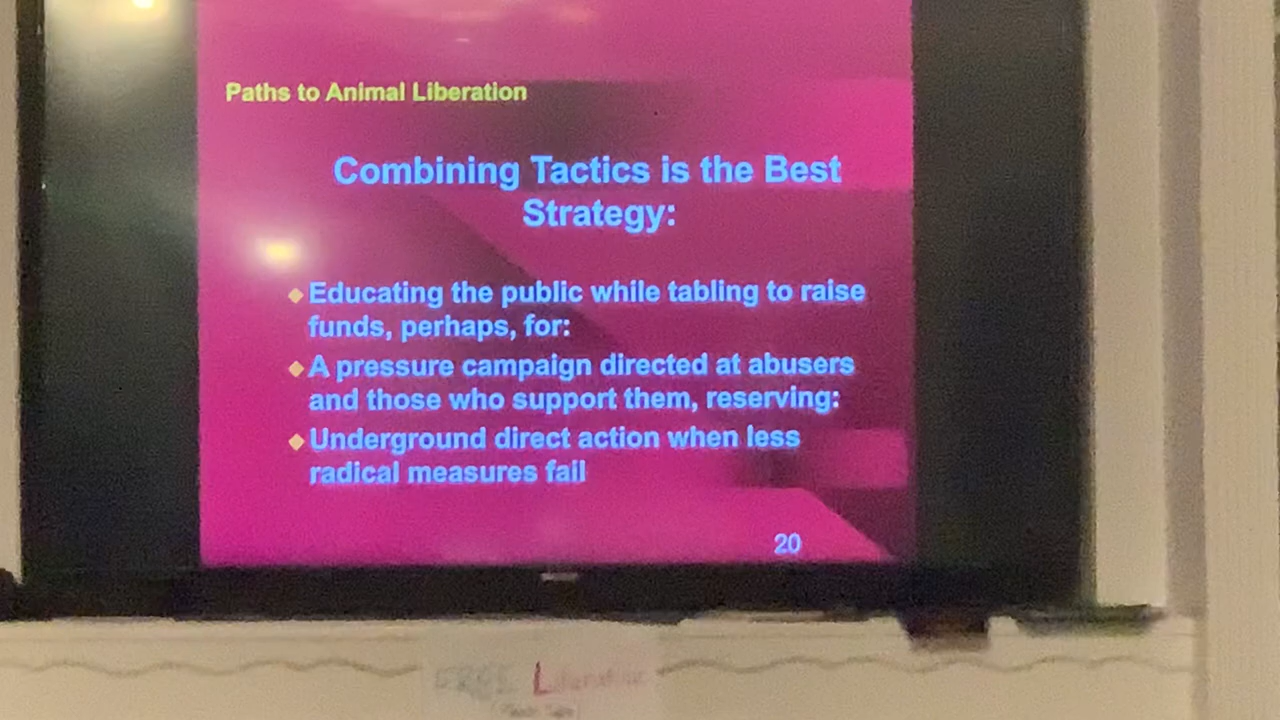 Paths to Animal Liberation
Combining Tactics is the Best
Strategy:
Educating the public while tabling to raise
funds, perhaps, for:
A pressure campaign directed at abusers
and those who support them, reserving:
Underground direct action when less
radical measures fail
20
FREE Literature